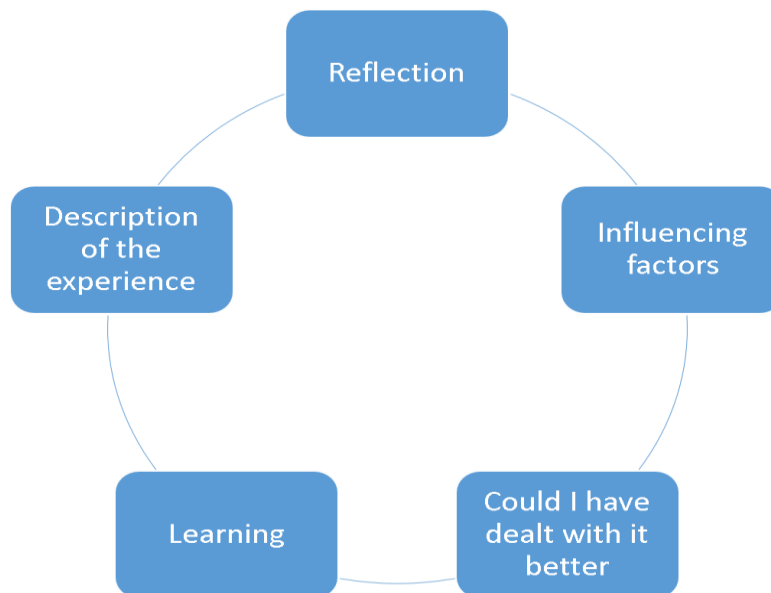 Reflection
Influencing
factors
Could I have
dealt with it
better
Learning
Description
of the
experience